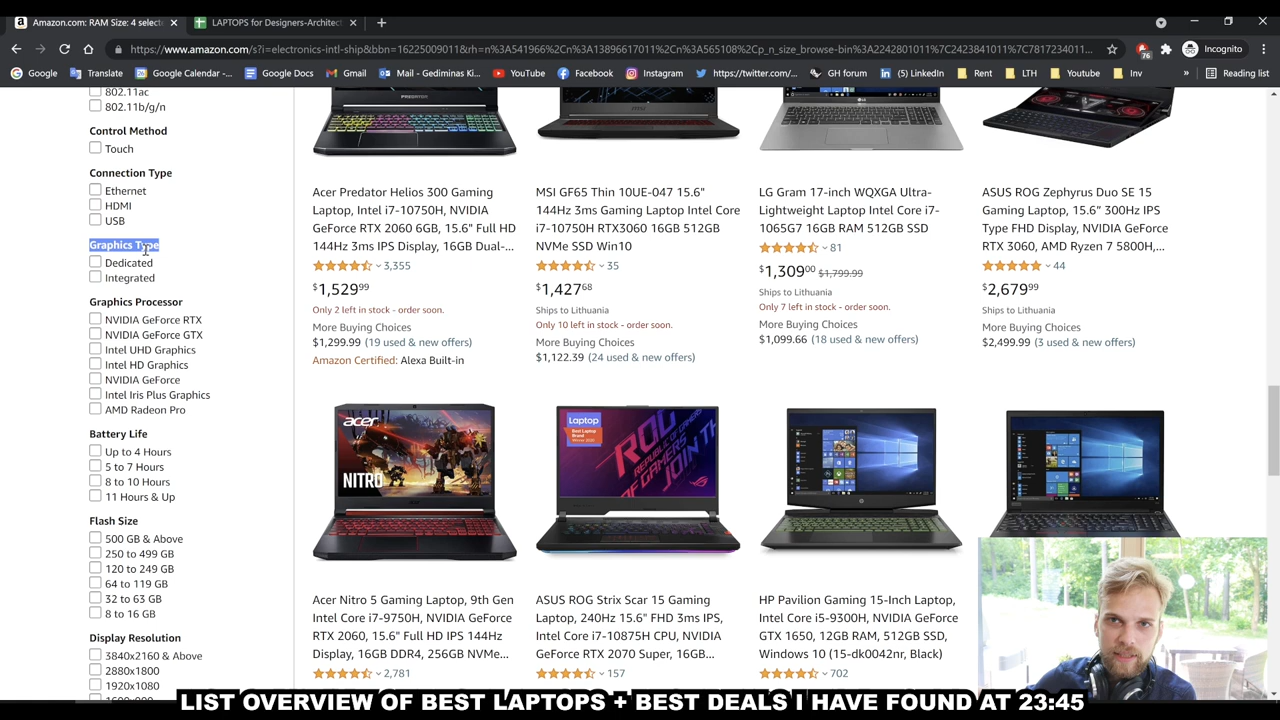 Amazon.com: RAM Size: 4 select
LAPTOPS for Designers-Architect
https://www.amazon.com/s?i=electronics-intl-ship&bbn=16225009011&rh=n%3A541966%2Cn%3A13896617011%2Cn%3A565108%2Cp_n_size_browse-bin%3A2242801011%7C2423841011%7C7817234011...
76
Incognito
Google
Translate
Google Calendar -...
Google Docs
Gmail
Mail - Gediminas Ki...
YouTube
Facebook
Instagram
https://twitter.com/...
GH forum
(5) LinkedIn
Rent
LTH
Youtube
Inv
»
Reading list
802.11ac
802.11b/g/n
Control Method
Touch
Connection Type
Ethernet
HDMI
USB
Graphics Type
Dedicated
Integrated
Graphics Processor
NVIDIA GeForce RTX
NVIDIA GeForce GTX
Intel UHD Graphics
Intel HD Graphics
NVIDIA GeForce
Intel Iris Plus Graphics
AMD Radeon Pro
Battery Life
Up to 4 Hours
5 to 7 Hours
8 to 10 Hours
11 Hours & Up
Flash Size
500 GB & Above
250 to 499 GB
120 to 249 GB
64 to 119 GB
32 to 63 GB
8 to 16 GB
Display Resolution
3840x2160 & Above
2880x1800
1920x1080
PREDATOR
Acer Predator Helios 300 Gaming
Laptop, Intel i7-10750H, NVIDIA
GeForce RTX 2060 6GB, 15.6" Full HD
144Hz 3ms IPS Display, 16GB Dual-...
3,355
$1,529.99
Only 2 left in stock - order soon.
More Buying Choices
$1,299.99 (19 used & new offers)
Amazon Certified: Alexa Built-in
MSI GF65 Thin 10UE-047 15.6"
144Hz 3ms Gaming Laptop Intel Core
i7-10750H RTX3060 16GB 512GB
NVMe SSD Win10
35
$1,427.68
Ships to Lithuania
Only 10 left in stock - order soon.
More Buying Choices
$1,122.39 (24 used & new offers)
LG Gram 17-inch WQXGA Ultra-
Lightweight Laptop Intel Core i7-
1065G7 16GB RAM 512GB SSD
81
$1,309.00 $1,799.99
Ships to Lithuania
Only 7 left in stock - order soon.
More Buying Choices
$1,099.66 (18 used & new offers)
ASUS ROG Zephyrus Duo SE 15
Gaming Laptop, 15.6" 300Hz IPS
Type FHD Display, NVIDIA GeForce
RTX 3060, AMD Ryzen 7 5800H,...
44
$2,679.99
Ships to Lithuania
More Buying Choices
$2,499.99 (3 used & new offers)
acer
NITRO
Acer Nitro 5 Gaming Laptop, 9th Gen
Intel Core i7-9750H, NVIDIA GeForce
RTX 2060, 15.6" Full HD IPS 144Hz
Display, 16GB DDR4, 256GB NVMe...
2,781
Laptop
ASUS ROG Strix Scar 15 Gaming
Laptop, 240Hz 15.6" FHD 3ms IPS,
Intel Core i7-10875H CPU, NVIDIA
GeForce RTX 2070 Super, 16GB...
157
HP Pavilion Gaming 15-Inch Laptop,
Intel Core i5-9300H, NVIDIA GeForce
GTX 1650, 12GB RAM, 512GB SSD,
Windows 10 (15-dk0042nr, Black)
702
LIST OVERVIEW OF BEST LAPTOPS + BEST DEALS I HAVE FOUND AT 23:45